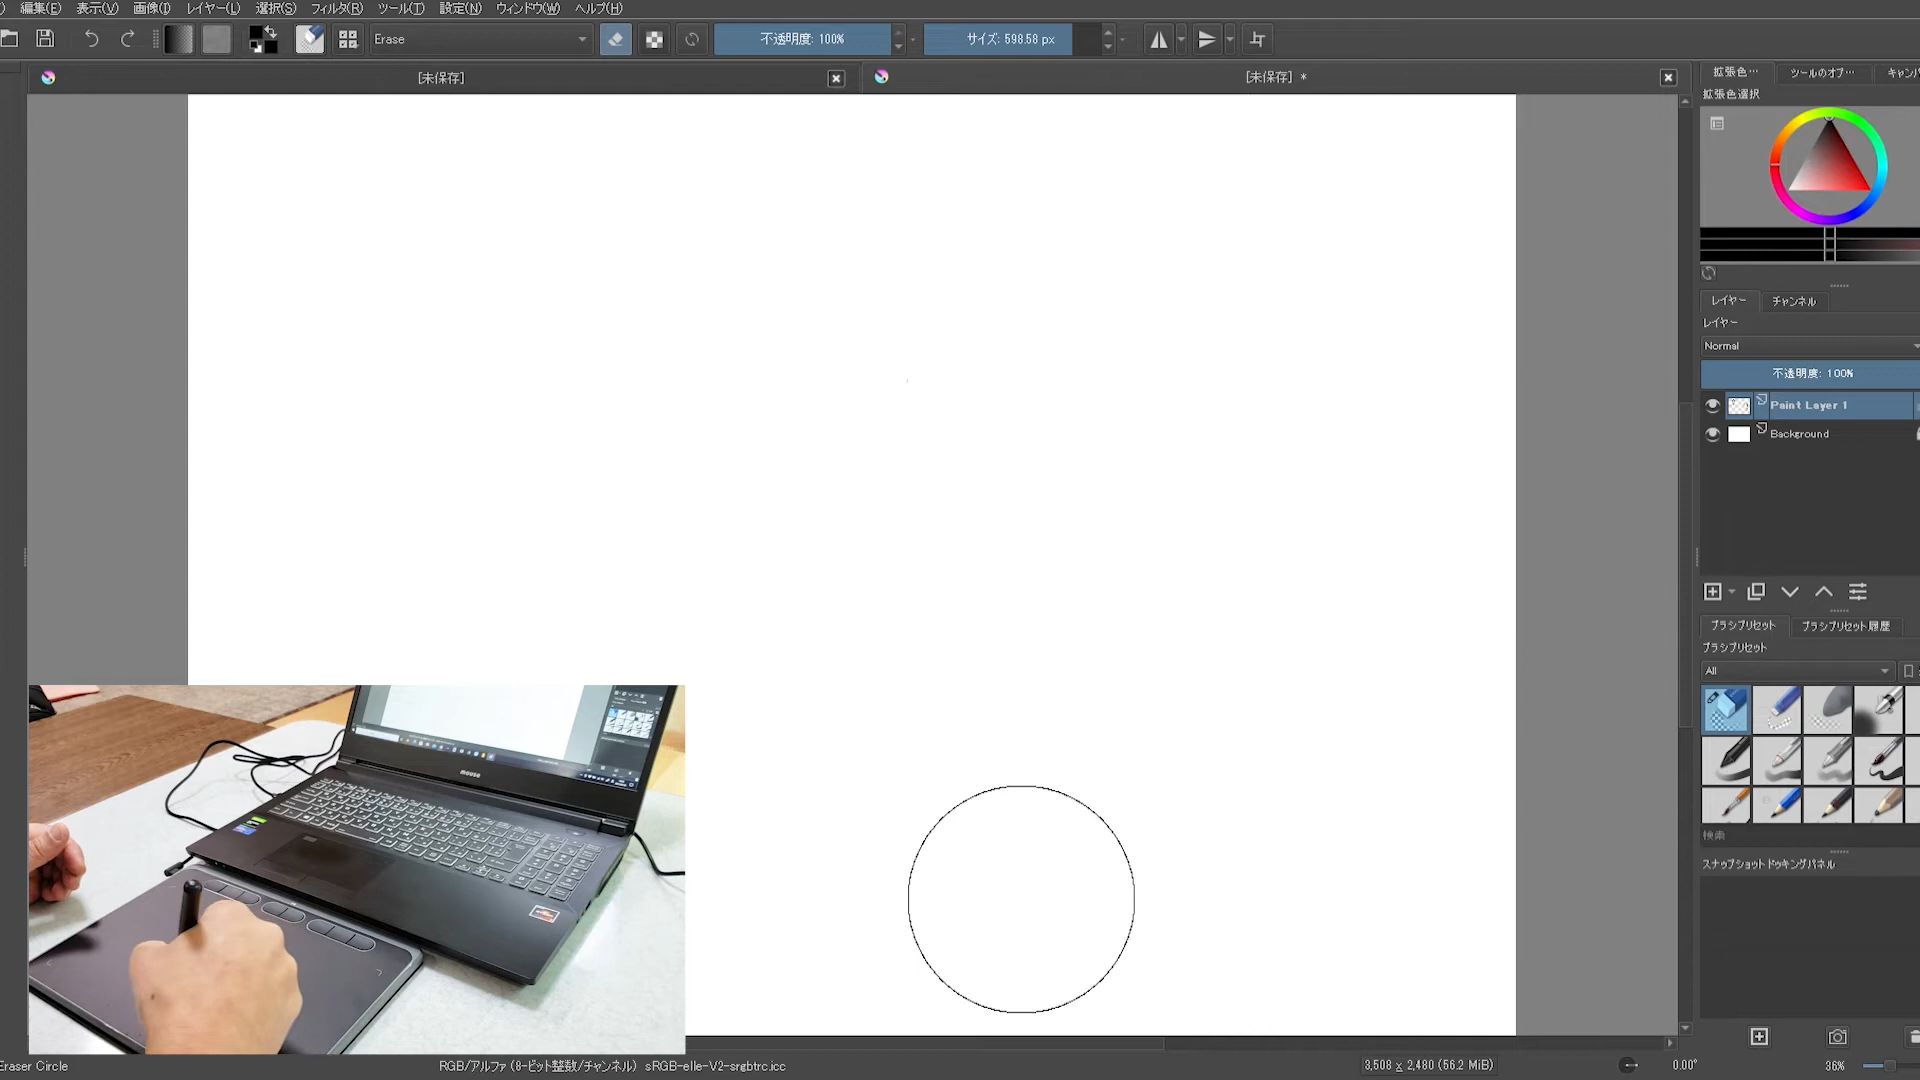 編集(E) 表示(V) 画像(I) レイヤー(L) 選択(S) フィルタ(R) ツール(T) 設定(N) ウィンドウ(W) ヘルプ(H)
Erase 不透明度: 100% サイズ: 598.58 px
[未保存] [未保存] *
拡張色… ツールのオプ… キャンバ
拡張色選択
レイヤー チャンネル
レイヤー
Normal
不透明度: 100%
Paint Layer 1
Background
ブラシプリセット ブラシプリセット履歴
ブラシプリセット
All
検索
スナップショットドッキングパネル
mouse
Eraser Circle RGB/アルファ (8-ビット整数/チャンネル) sRGB-elle-V2-srgbtrc.icc 3,508 x 2,480 (56.2 MiB) 0.00° 36%